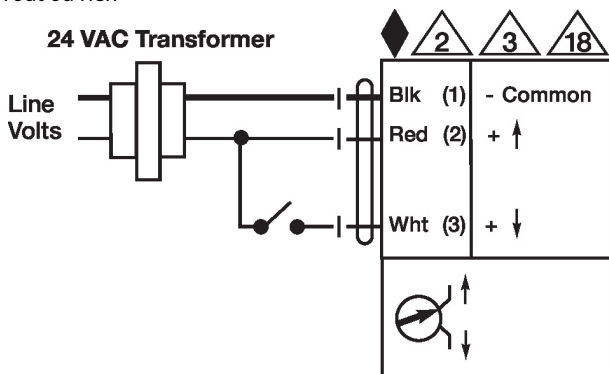 24 VAC Transformer
2
3
18
Line
Volts
Blk (1) - Common
Red (2) + ↑
Wht (3) + ↓